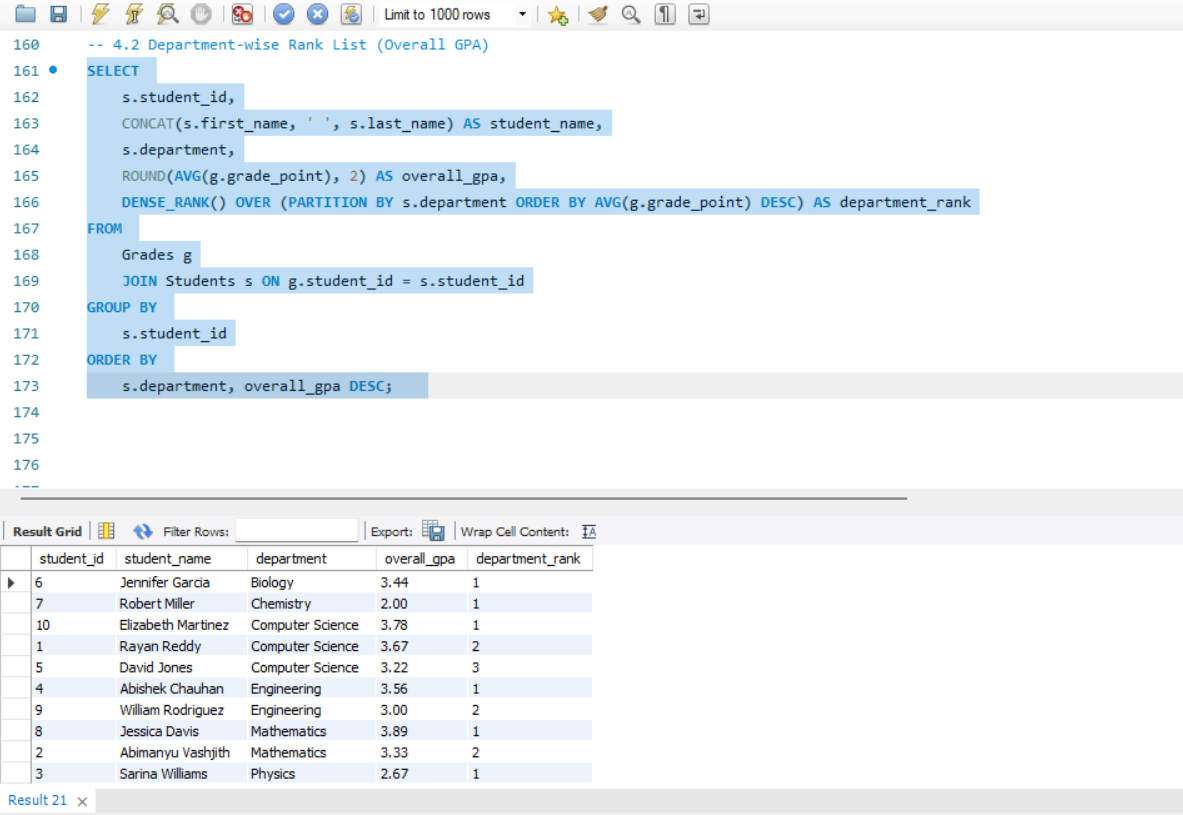 Limit to 1000 rows
160 -- 4.2 Department-wise Rank List (Overall GPA)
161 SELECT
162 s.student_id,
163 CONCAT(s.first_name, ' ', s.last_name) AS student_name,
164 s.department,
165 ROUND(AVG(g.grade_point), 2) AS overall_gpa,
166 DENSE_RANK() OVER (PARTITION BY s.department ORDER BY AVG(g.grade_point) DESC) AS department_rank
167 FROM
168 Grades g
169 JOIN Students s ON g.student_id = s.student_id
170 GROUP BY
171 s.student_id
172 ORDER BY
173 s.department, overall_gpa DESC;
174
175
176
Result Grid Filter Rows: Export: Wrap Cell Content:
student_id student_name department overall_gpa department_rank
6 Jennifer Garcia Biology 3.44 1
7 Robert Miller Chemistry 2.00 1
10 Elizabeth Martinez Computer Science 3.78 1
1 Rayan Reddy Computer Science 3.67 2
5 David Jones Computer Science 3.22 3
4 Abishek Chauhan Engineering 3.56 1
9 William Rodriguez Engineering 3.00 2
8 Jessica Davis Mathematics 3.89 1
2 Abimanyu Vashjith Mathematics 3.33 2
3 Sarina Williams Physics 2.67 1
Result 21